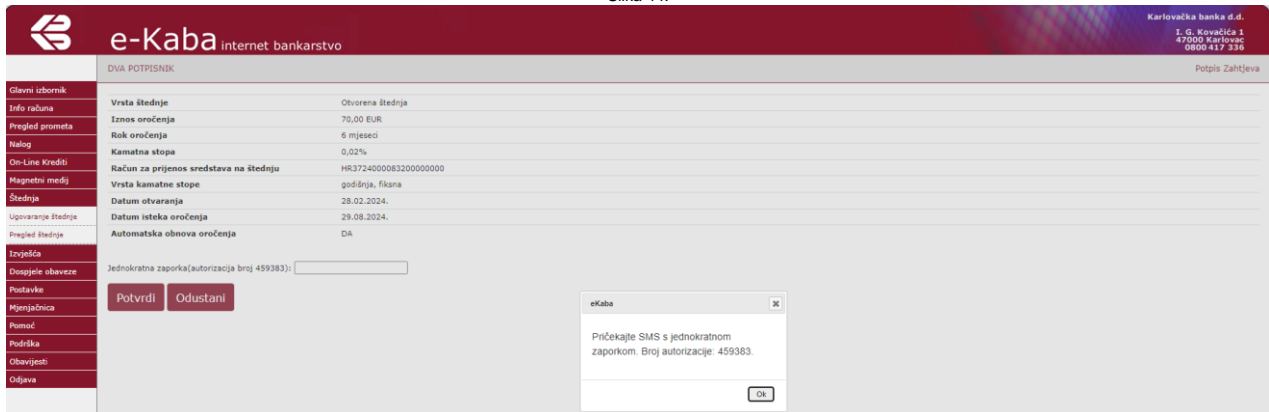 Karlovačka banka d.d.
e-Kaba internet bankarstvo
I. G. Kovačića 1
47000 Karlovac
0800 417 336
DVA POTPISNIK
Potpis Zahtjeva
Glavni izbornik
Info računa
Pregled prometa
Nalog
On-Line Krediti
Magnetni medij
Štednja
Ugovaranje štednje
Pregled štednje
Izvješća
Dospjele obaveze
Postavke
Mjenjačnica
Pomoć
Podrška
Obavijesti
Odjava
Vrsta štednje Otvorena štednja
Iznos oročenja 70,00 EUR
Rok oročenja 6 mjeseci
Kamatna stopa 0,02%
Račun za prijenos sredstava na štednju HR3724000083200000000
Vrsta kamatne stope godišnja, fiksna
Datum otvaranja 28.02.2024.
Datum isteka oročenja 29.08.2024.
Automatska obnova oročenja DA
Jednokratna zaporka(autorizacija broj 459383):
Potvrdi Odustani
eKaba
Pričekajte SMS s jednokratnom
zaporkom. Broj autorizacije: 459383.
Ok